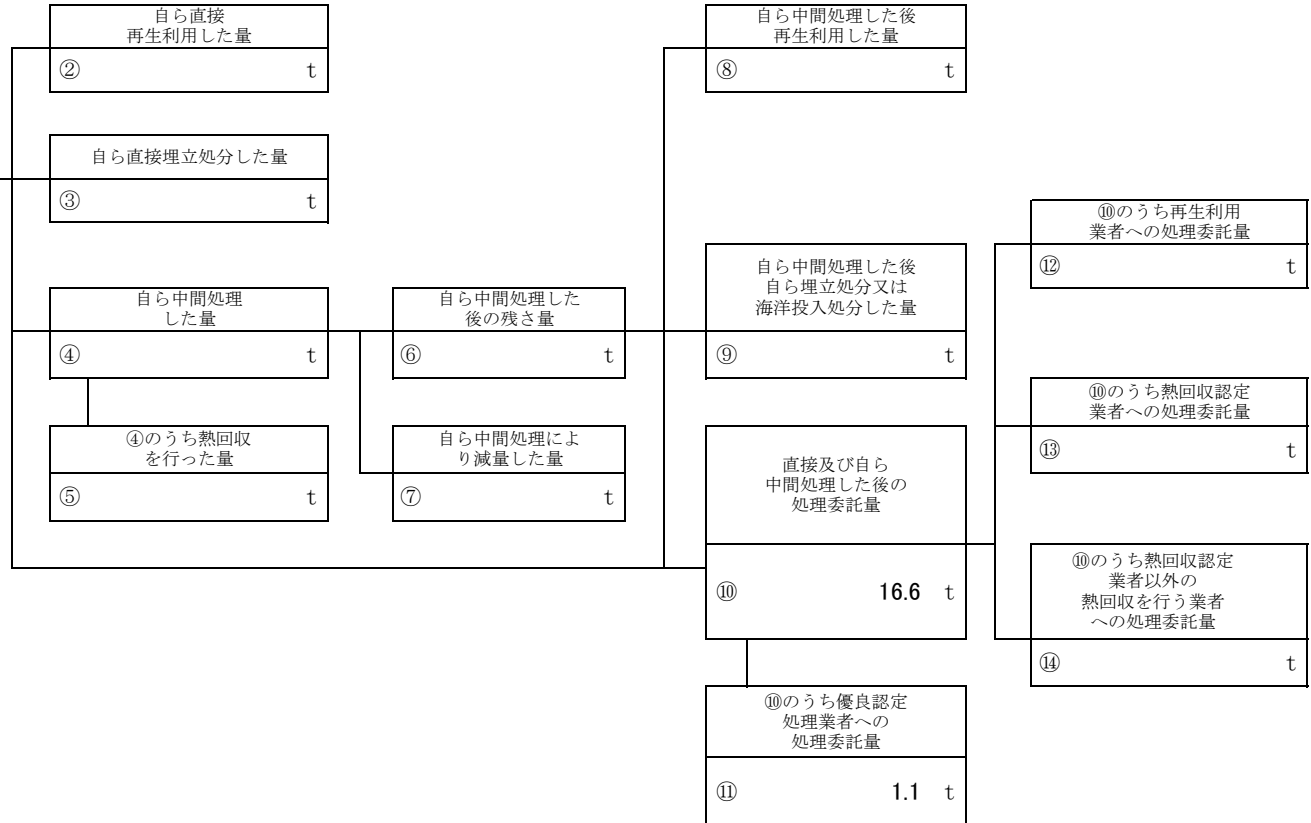 自ら直接
再生利用した量
② t
自ら直接埋立処分した量
③ t
自ら中間処理
した量
④ t
④のうち熱回収
を行った量
⑤ t
自ら中間処理した
後の残さ量
⑥ t
自ら中間処理によ
り減量した量
⑦ t
自ら中間処理した後
再生利用した量
⑧ t
自ら中間処理した後
自ら埋立処分又は
海洋投入処分した量
⑨ t
直接及び自ら
中間処理した後の
処理委託量
⑩ 16.6 t
⑩のうち優良認定
処理業者への
処理委託量
⑪ 1.1 t
⑩のうち再生利用
業者への処理委託量
⑫ t
⑩のうち熱回収認定
業者への処理委託量
⑬ t
⑩のうち熱回収認定
業者以外の
熱回収を行う業者
への処理委託量
⑭ t